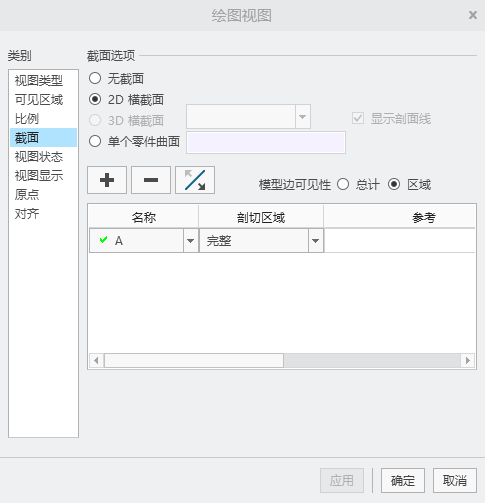 绘图视图
类别
视图类型
可见区域
比例
截面
视图状态
视图显示
原点
对齐
截面选项
无截面
2D 横截面
3D 横截面
显示剖面线
单个零件曲面
模型边可见性 总计 区域
名称 剖切区域 参考
A 完整
应用 确定 取消